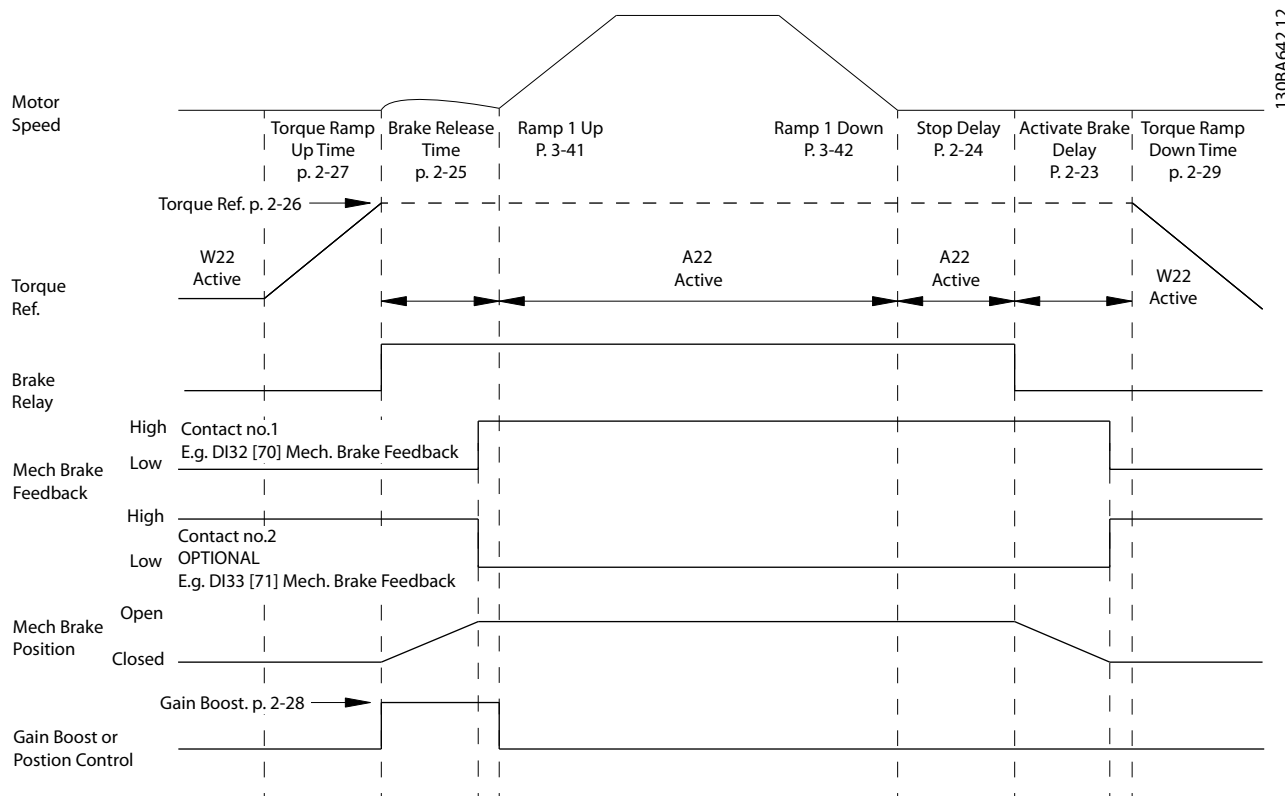 130BA642.12
Motor
Speed
Torque Ramp
Up Time
p. 2-27
Brake Release
Time
p. 2-25
Ramp 1 Up
P. 3-41
Ramp 1 Down
P. 3-42
Stop Delay
P. 2-24
Activate Brake
Delay
P. 2-23
Torque Ramp
Down Time
p. 2-29
Torque Ref. p. 2-26
W22
Active
A22
Active
A22
Active
W22
Active
Torque
Ref.
Brake
Relay
High
Contact no.1
E.g. DI32 [70] Mech. Brake Feedback
Low
Mech Brake
Feedback
High
Contact no.2
Low
OPTIONAL
E.g. DI33 [71] Mech. Brake Feedback
Open
Mech Brake
Position
Closed
Gain Boost. p. 2-28
Gain Boost or
Postion Control